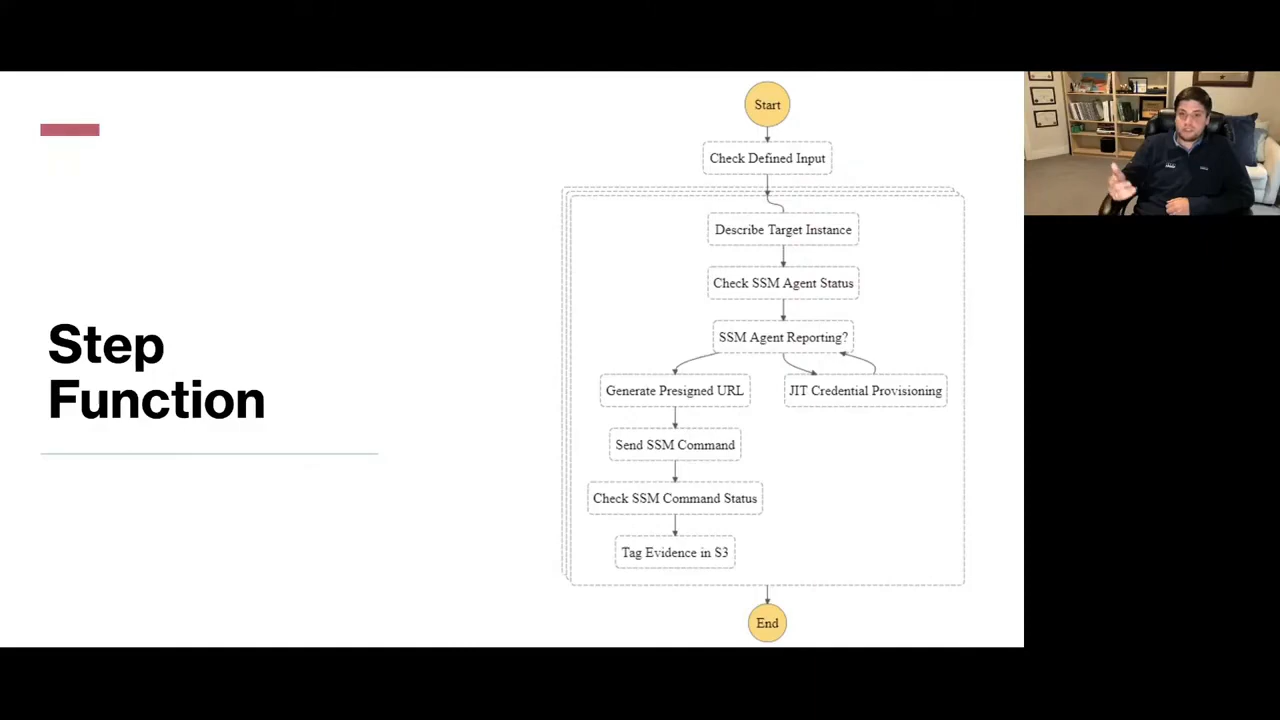 Step
Function
Start
Check Defined Input
Describe Target Instance
Check SSM Agent Status
SSM Agent Reporting?
Generate Presigned URL
JIT Credential Provisioning
Send SSM Command
Check SSM Command Status
Tag Evidence in S3
End